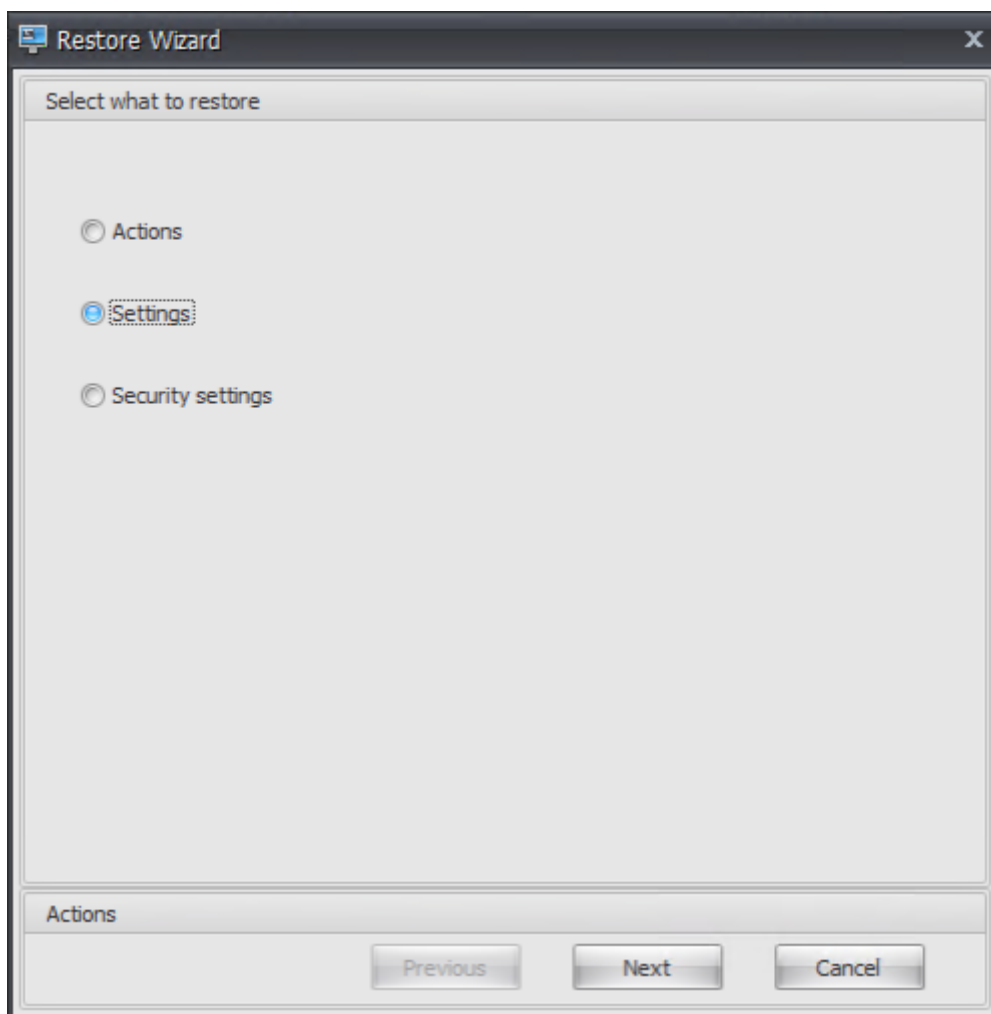 Restore Wizard
Select what to restore
Actions
Settings
Security settings
Actions
Previous
Next
Cancel